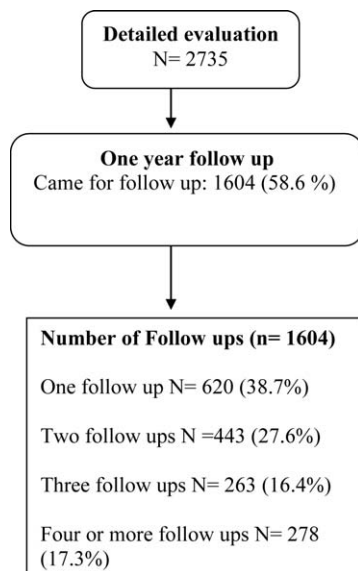 Detailed evaluation
N= 2735
One year follow up
Came for follow up: 1604 (58.6 %)
Number of Follow ups (n= 1604)
One follow up N= 620 (38.7%)
Two follow ups N =443 (27.6%)
Three follow ups N= 263 (16.4%)
Four or more follow ups N= 278
(17.3%)